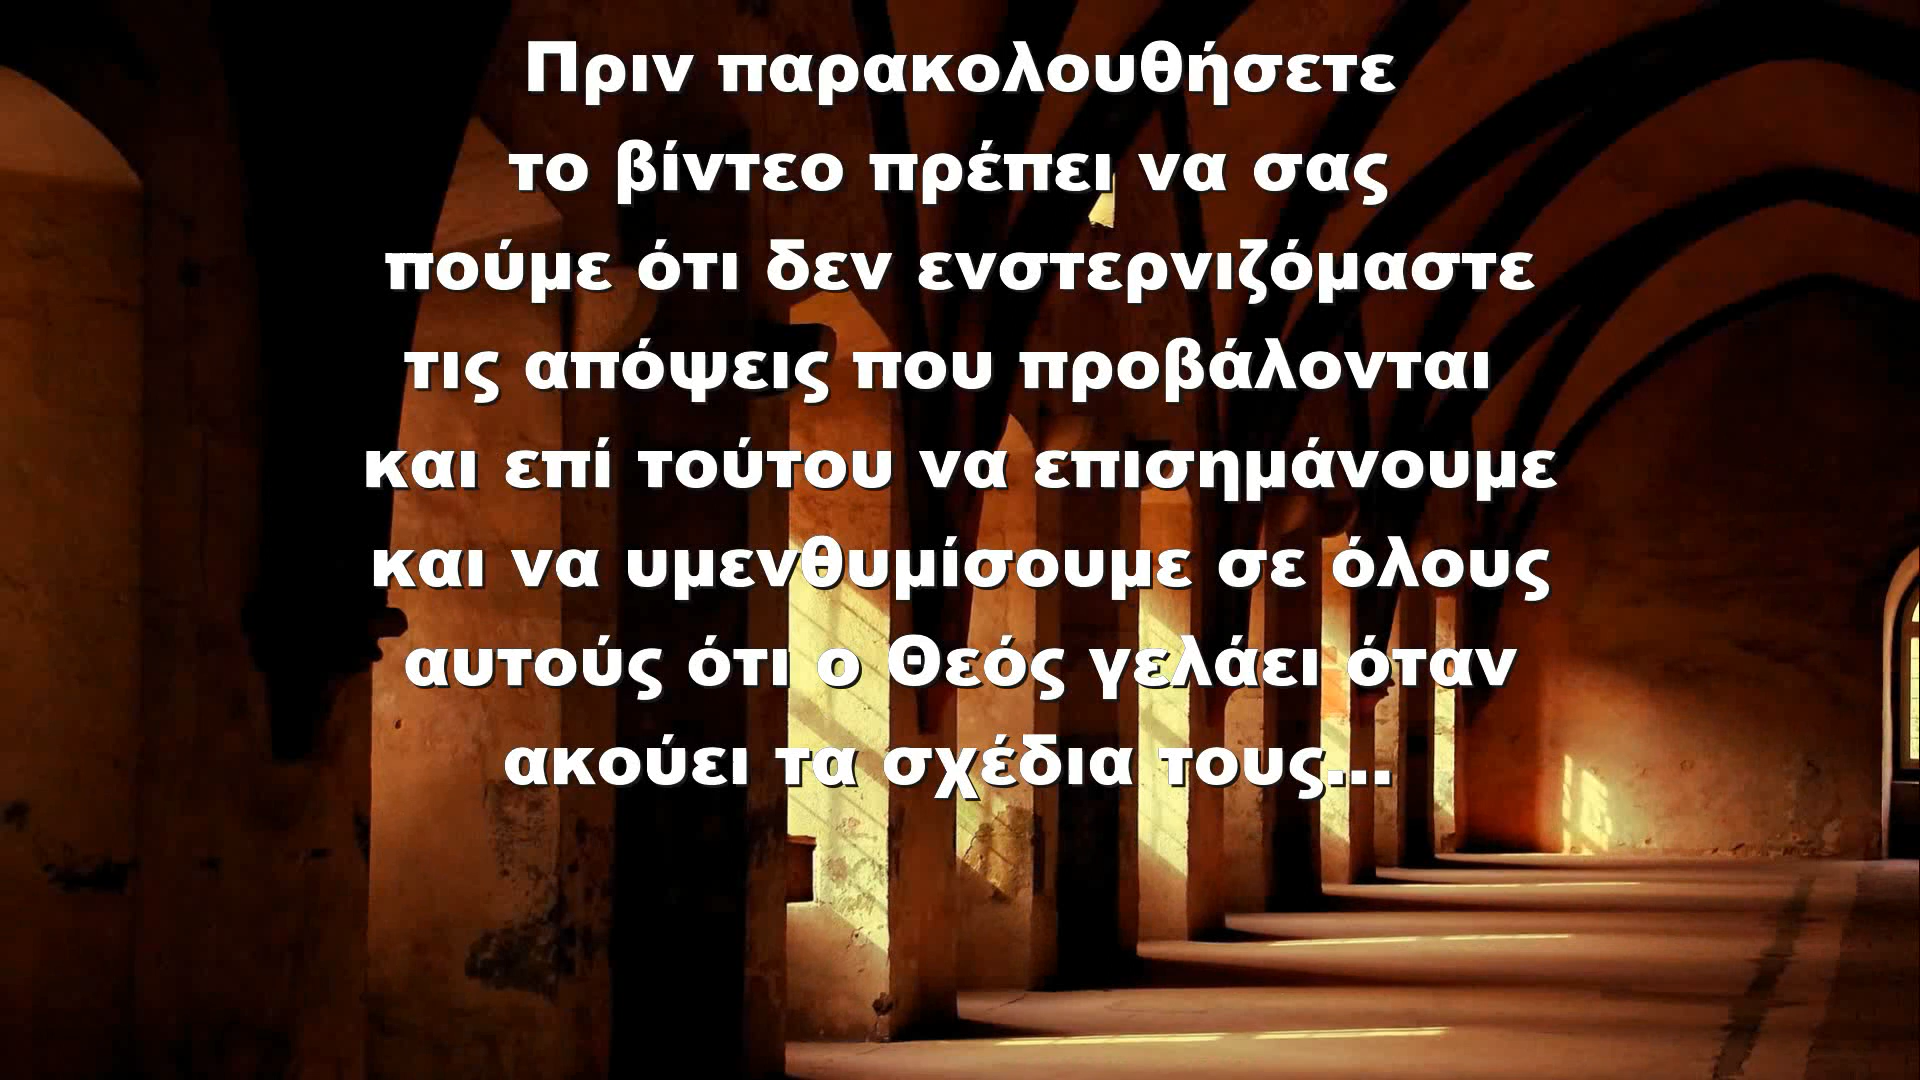 Πριν παρακολουθήσετε
το βίντεο πρέπει να σας
πούμε ότι δεν ενστερνιζόμαστε
τις απόψεις που προβάλονται
και επί τούτου να επισημάνουμε
και να υμενθυμίσουμε σε όλους
αυτούς ότι ο Θεός γελάει όταν
ακούει τα σχέδια τους...